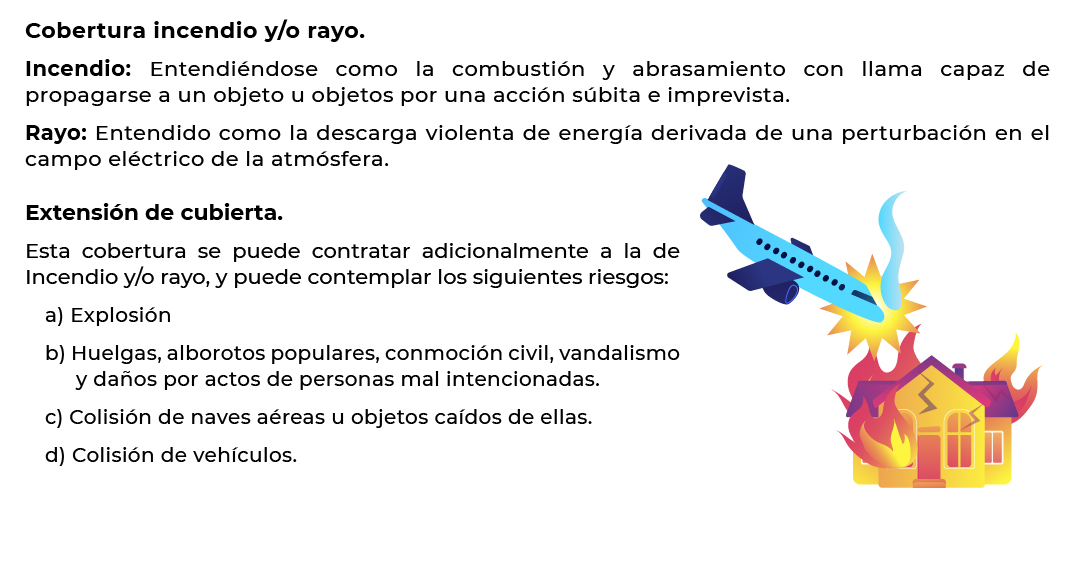 Cobertura incendio y/o rayo.
Incendio: Entendiéndose como la combustión y abrasamiento con llama capaz de
propagarse a un objeto u objetos por una acción súbita e imprevista.
Rayo: Entendido como la descarga violenta de energía derivada de una perturbación en el
campo eléctrico de la atmósfera.
Extensión de cubierta.
Esta cobertura se puede contratar adicionalmente a la de
Incendio y/o rayo, y puede contemplar los siguientes riesgos:
a) Explosión
b) Huelgas, alborotos populares, conmoción civil, vandalismo
y daños por actos de personas mal intencionadas.
c) Colisión de naves aéreas u objetos caídos de ellas.
d) Colisión de vehículos.